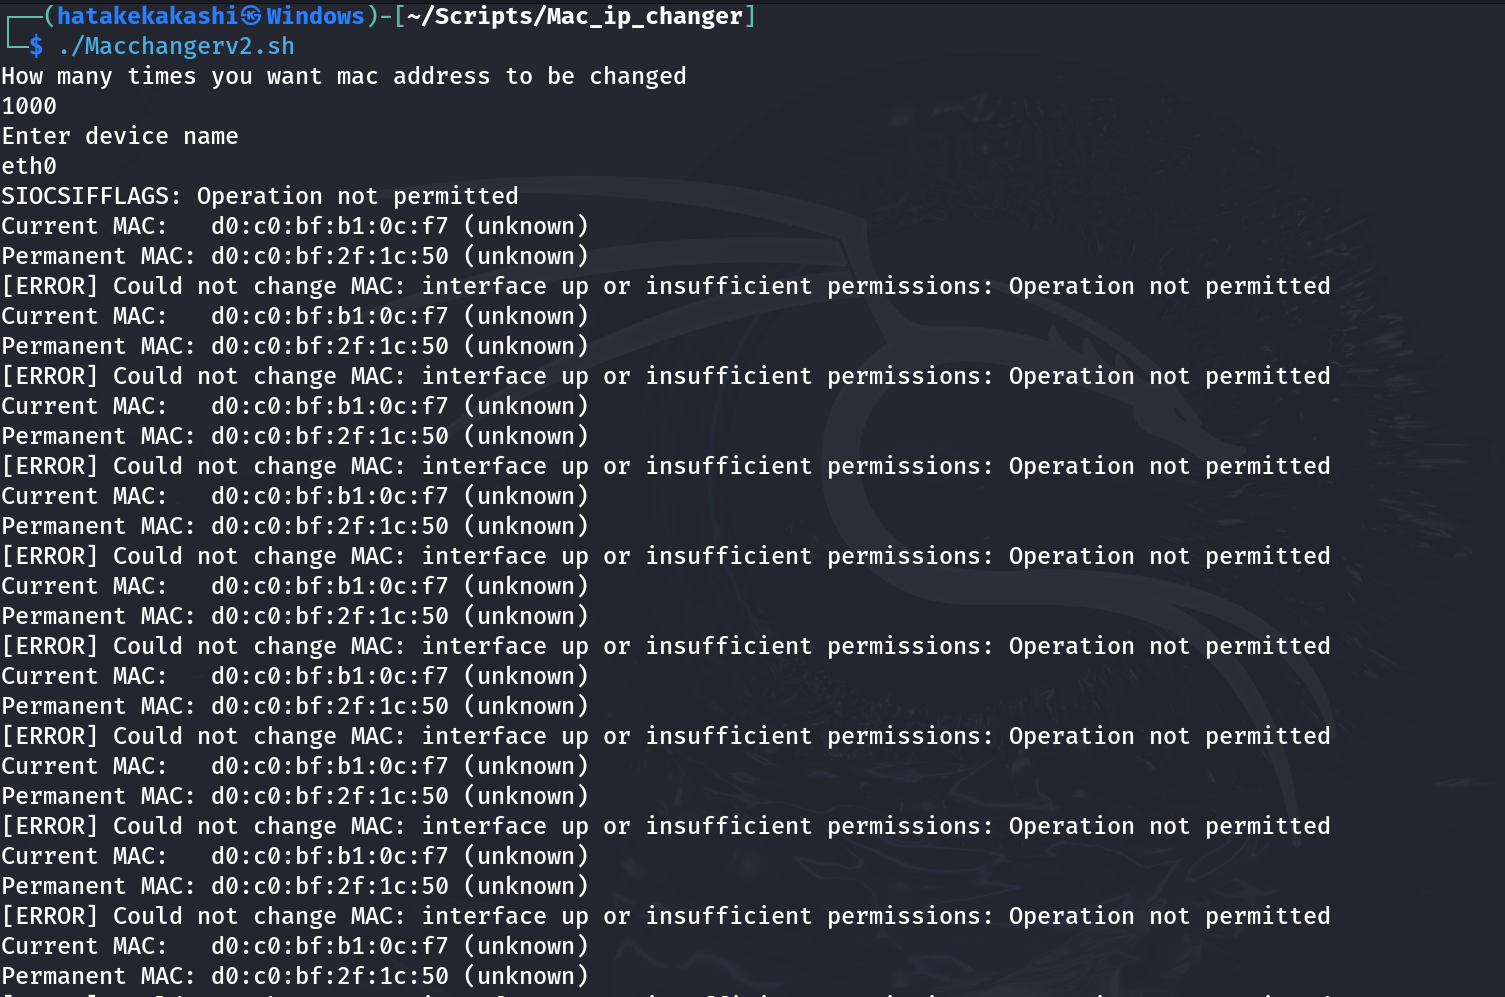 ┌──(hatakekakashi㉿Windows)-[~/Scripts/Mac_ip_changer]
└─$ ./Macchangerv2.sh
How many times you want mac address to be changed
1000
Enter device name
eth0
SIOCSIFFLAGS: Operation not permitted
Current MAC:   d0:c0:bf:b1:0c:f7 (unknown)
Permanent MAC: d0:c0:bf:2f:1c:50 (unknown)
[ERROR] Could not change MAC: interface up or insufficient permissions: Operation not permitted
Current MAC:   d0:c0:bf:b1:0c:f7 (unknown)
Permanent MAC: d0:c0:bf:2f:1c:50 (unknown)
[ERROR] Could not change MAC: interface up or insufficient permissions: Operation not permitted
Current MAC:   d0:c0:bf:b1:0c:f7 (unknown)
Permanent MAC: d0:c0:bf:2f:1c:50 (unknown)
[ERROR] Could not change MAC: interface up or insufficient permissions: Operation not permitted
Current MAC:   d0:c0:bf:b1:0c:f7 (unknown)
Permanent MAC: d0:c0:bf:2f:1c:50 (unknown)
[ERROR] Could not change MAC: interface up or insufficient permissions: Operation not permitted
Current MAC:   d0:c0:bf:b1:0c:f7 (unknown)
Permanent MAC: d0:c0:bf:2f:1c:50 (unknown)
[ERROR] Could not change MAC: interface up or insufficient permissions: Operation not permitted
Current MAC:   d0:c0:bf:b1:0c:f7 (unknown)
Permanent MAC: d0:c0:bf:2f:1c:50 (unknown)
[ERROR] Could not change MAC: interface up or insufficient permissions: Operation not permitted
Current MAC:   d0:c0:bf:b1:0c:f7 (unknown)
Permanent MAC: d0:c0:bf:2f:1c:50 (unknown)
[ERROR] Could not change MAC: interface up or insufficient permissions: Operation not permitted
Current MAC:   d0:c0:bf:b1:0c:f7 (unknown)
Permanent MAC: d0:c0:bf:2f:1c:50 (unknown)
[ERROR] Could not change MAC: interface up or insufficient permissions: Operation not permitted
Current MAC:   d0:c0:bf:b1:0c:f7 (unknown)
Permanent MAC: d0:c0:bf:2f:1c:50 (unknown)